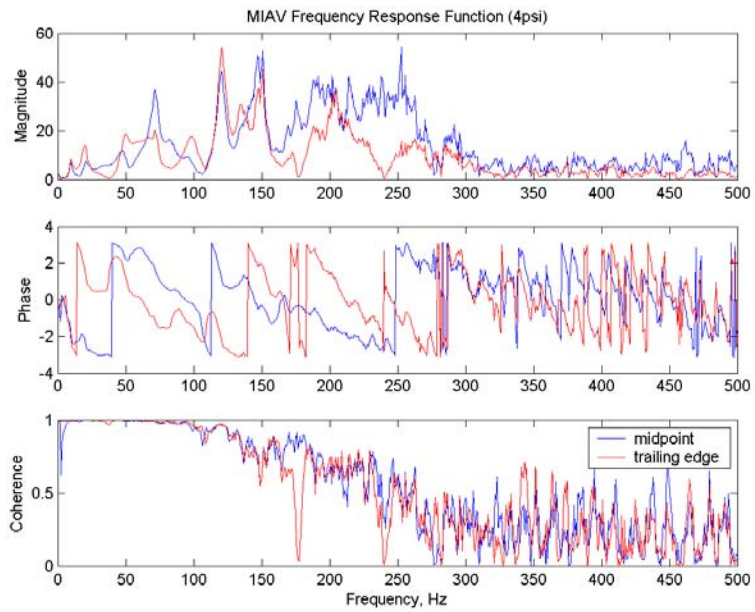 MIAV Frequency Response Function (4psi)
Magnitude
60
40
20
0
0 50 100 150 200 250 300 350 400 450 500
Phase
4
2
0
-2
-4
0 50 100 150 200 250 300 350 400 450 500
Coherence
1
0.5
0
midpoint
trailing edge
0 50 100 150 200 250 300 350 400 450 500
Frequency, Hz